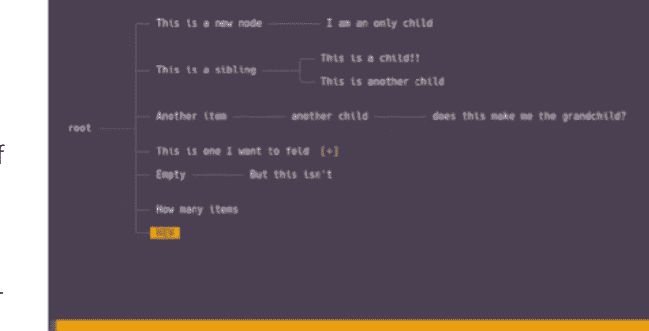 This is a new node I am an only child
This is a child!!
This is a sibling
This is another child
Another item another child does this make me the grandchild?
root
This is one I want to fold [+]
Empty But this isn't
How many items
NEW